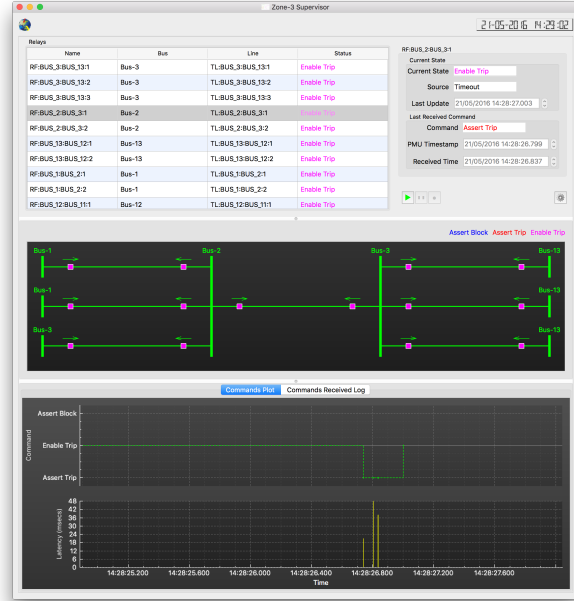 Zone-3 Supervisor
21-05-2016 14:29:02
Relays
Name Bus Line Status
RF:BUS_3:BUS_13:1 Bus-3 TL:BUS_3:BUS_13:1 Enable Trip
RF:BUS_3:BUS_13:2 Bus-3 TL:BUS_3:BUS_13:2 Enable Trip
RF:BUS_3:BUS_13:3 Bus-3 TL:BUS_3:BUS_13:3 Enable Trip
RF:BUS_2:BUS_3:1 Bus-2 TL:BUS_2:BUS_3:1 Enable Trip
RF:BUS_3:BUS_3:2 Bus-2 TL:BUS_2:BUS_3:2 Enable Trip
RF:BUS_13:BUS_12:1 Bus-13 TL:BUS_13:BUS_12:1 Enable Trip
RF:BUS_13:BUS_12:2 Bus-13 TL:BUS_13:BUS_12:2 Enable Trip
RF:BUS_1:BUS_2:1 Bus-1 TL:BUS_1:BUS_2:1 Enable Trip
RF:BUS_1:BUS_2:2 Bus-1 TL:BUS_1:BUS_2:2 Enable Trip
RF:BUS_12:BUS_11:1 Bus-12 TL:BUS_12:BUS_11:1 Enable Trip
RF:BUS_2:BUS_3:1
Current State
Current State Enable Trip
Source Timeout
Last Update 21/05/2016 14:28:27.003
Last Received Command
Command Assert Trip
PMU Timestamp 21/05/2016 14:28:26.799
Received Time 21/05/2016 14:28:26.837
Assert Block Assert Trip Enable Trip
Bus-1 Bus-2 Bus-3 Bus-13
Bus-1 Bus-13
Bus-3 Bus-13
Commands Plot Commands Received Log
Command
Assert Block
Enable Trip
Assert Trip
Latency (msecs)
48
42
36
30
24
18
12
6
0
14:28:25.200 14:28:25.600 14:28:26.000 14:28:26.400 14:28:26.800 14:28:27.200 14:28:27.600
Time